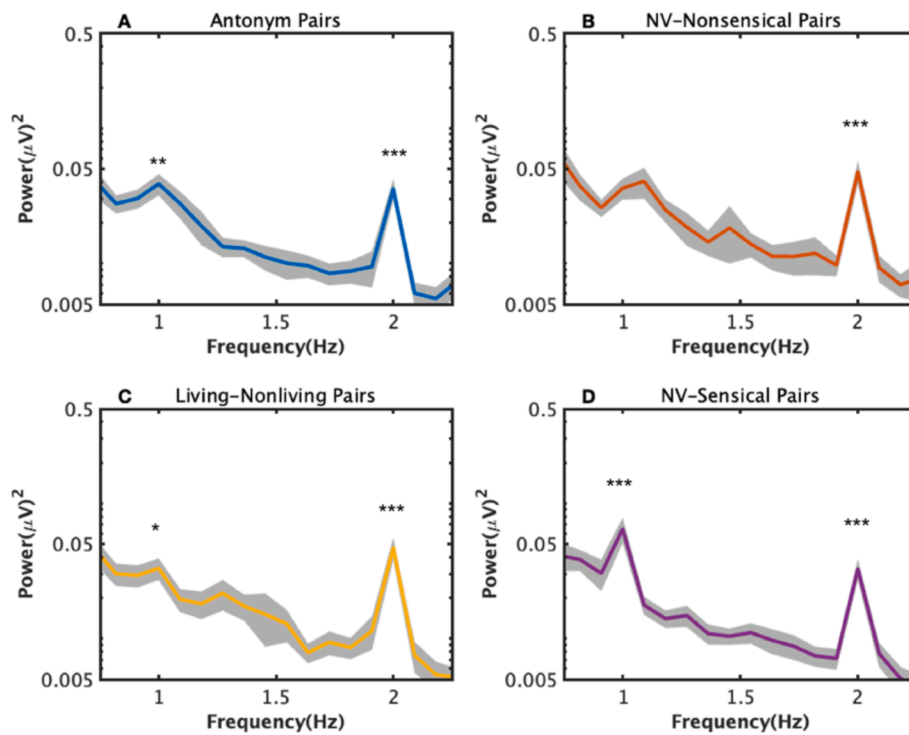 A Antonym Pairs
0.5
0.05
0.005
Power(μV)²
** ***
1 1.5 2
Frequency(Hz)
B NV-Nonsensical Pairs
0.5
0.05
0.005
Power(μV)²
***
1 1.5 2
Frequency(Hz)
C Living-Nonliving Pairs
0.5
0.05
0.005
Power(μV)²
* ***
1 1.5 2
Frequency(Hz)
D NV-Sensical Pairs
0.5
0.05
0.005
Power(μV)²
*** ***
1 1.5 2
Frequency(Hz)